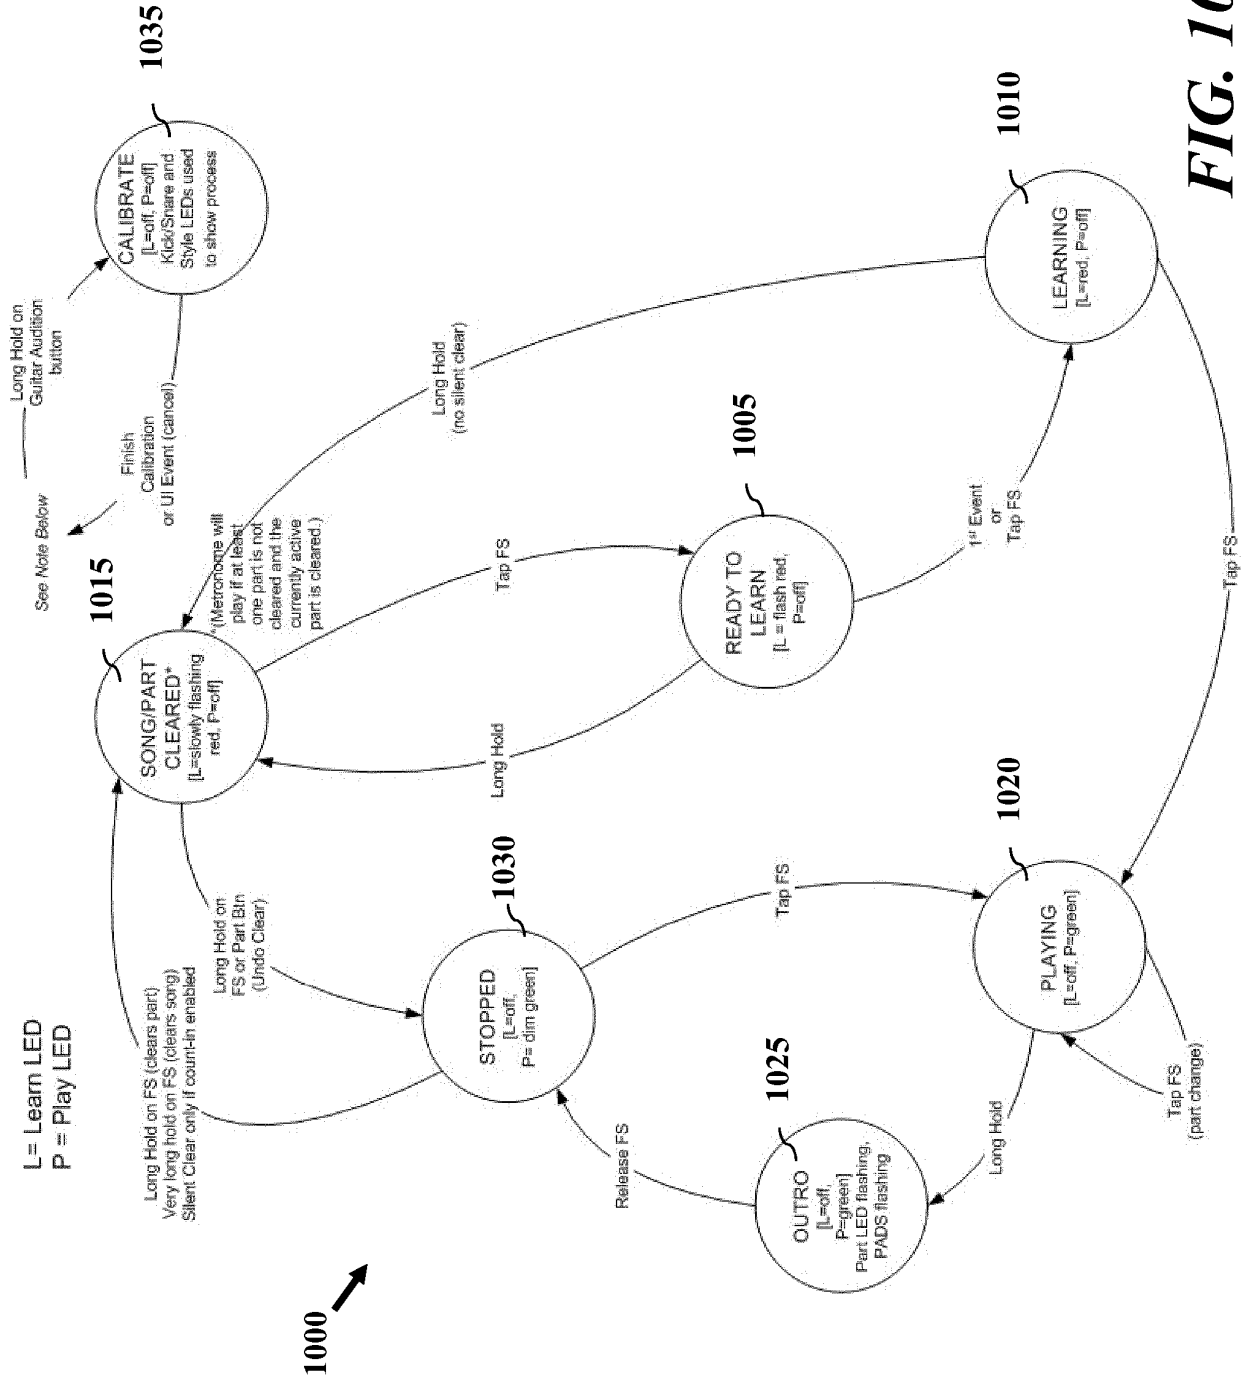 L= Learn LED
P = Play LED
1000
See Note Below
Long Hold on
Guitar Audition
button
Finish
Calibration
or UI Event (cancel)
1035
CALIBRATE
[L=off, P=off]
Kick/Snare and
Style LEDs used
to show process
1015
SONG/PART
CLEARED*
[L=slowly flashing
red, P=off]
*(Metronome will
play if at least
one part is not
cleared and the
currently active
part is cleared.)
Long Hold on FS (clears part)
Very long hold on FS (clears song)
Silent Clear only if count-in enabled
Long Hold on
FS or Part Btn
(Undo Clear)
Long Hold
Tap FS
Long Hold
(no silent clear)
1030
STOPPED
[L=off,
P= dim green]
1005
READY TO
LEARN
[L = flash red,
P=off]
Release FS
Tap FS
1st Event
or
Tap FS
1025
OUTRO
[L=off,
P=green]
Part LED flashing,
PADS flashing
Long Hold
1020
PLAYING
[L=off, P=green]
1010
LEARNING
[L=red, P=off]
Tap FS
(part change)
Tap FS